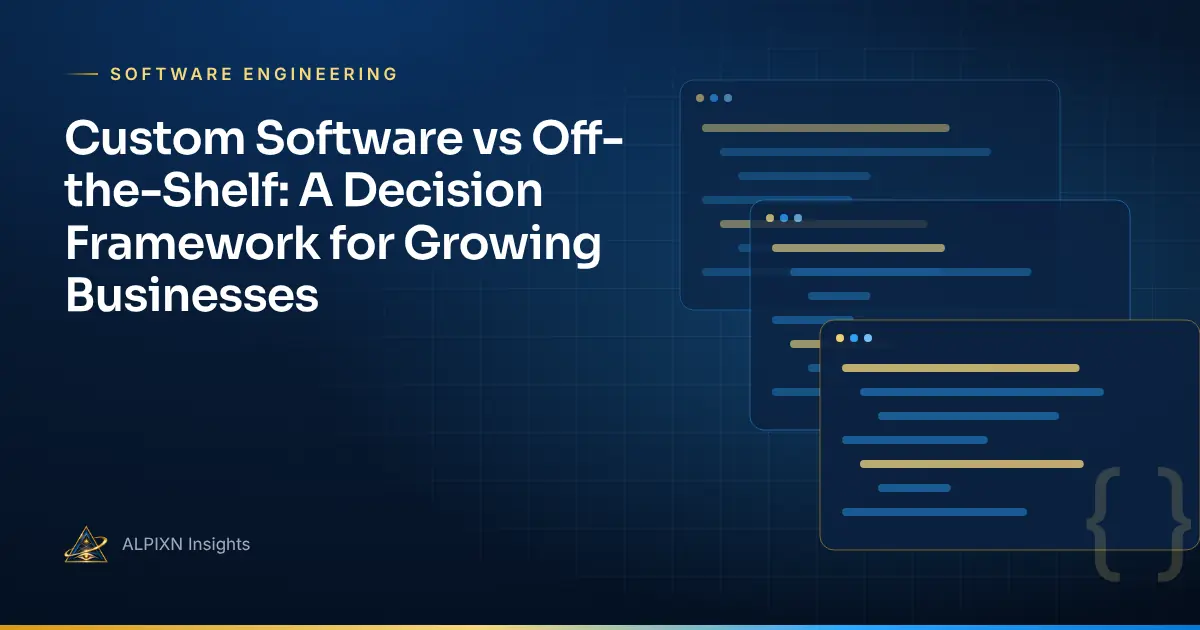 SOFTWARE ENGINEERING
Custom Software vs Off-
the-Shelf: A Decision
Framework for Growing
Businesses
{ }
ALPIXN Insights